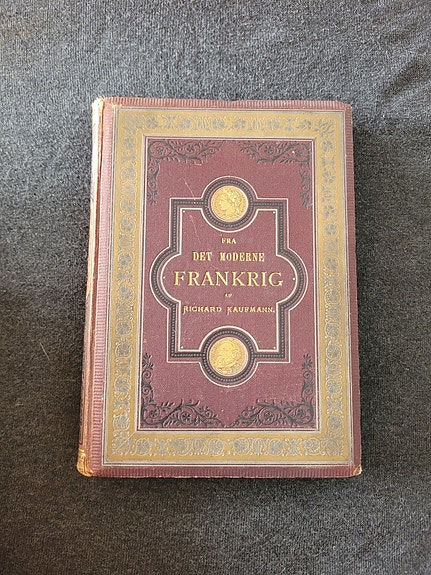 FRA
DET MODERNE
FRANKRIG
AF
RICHARD KAUFMANN.